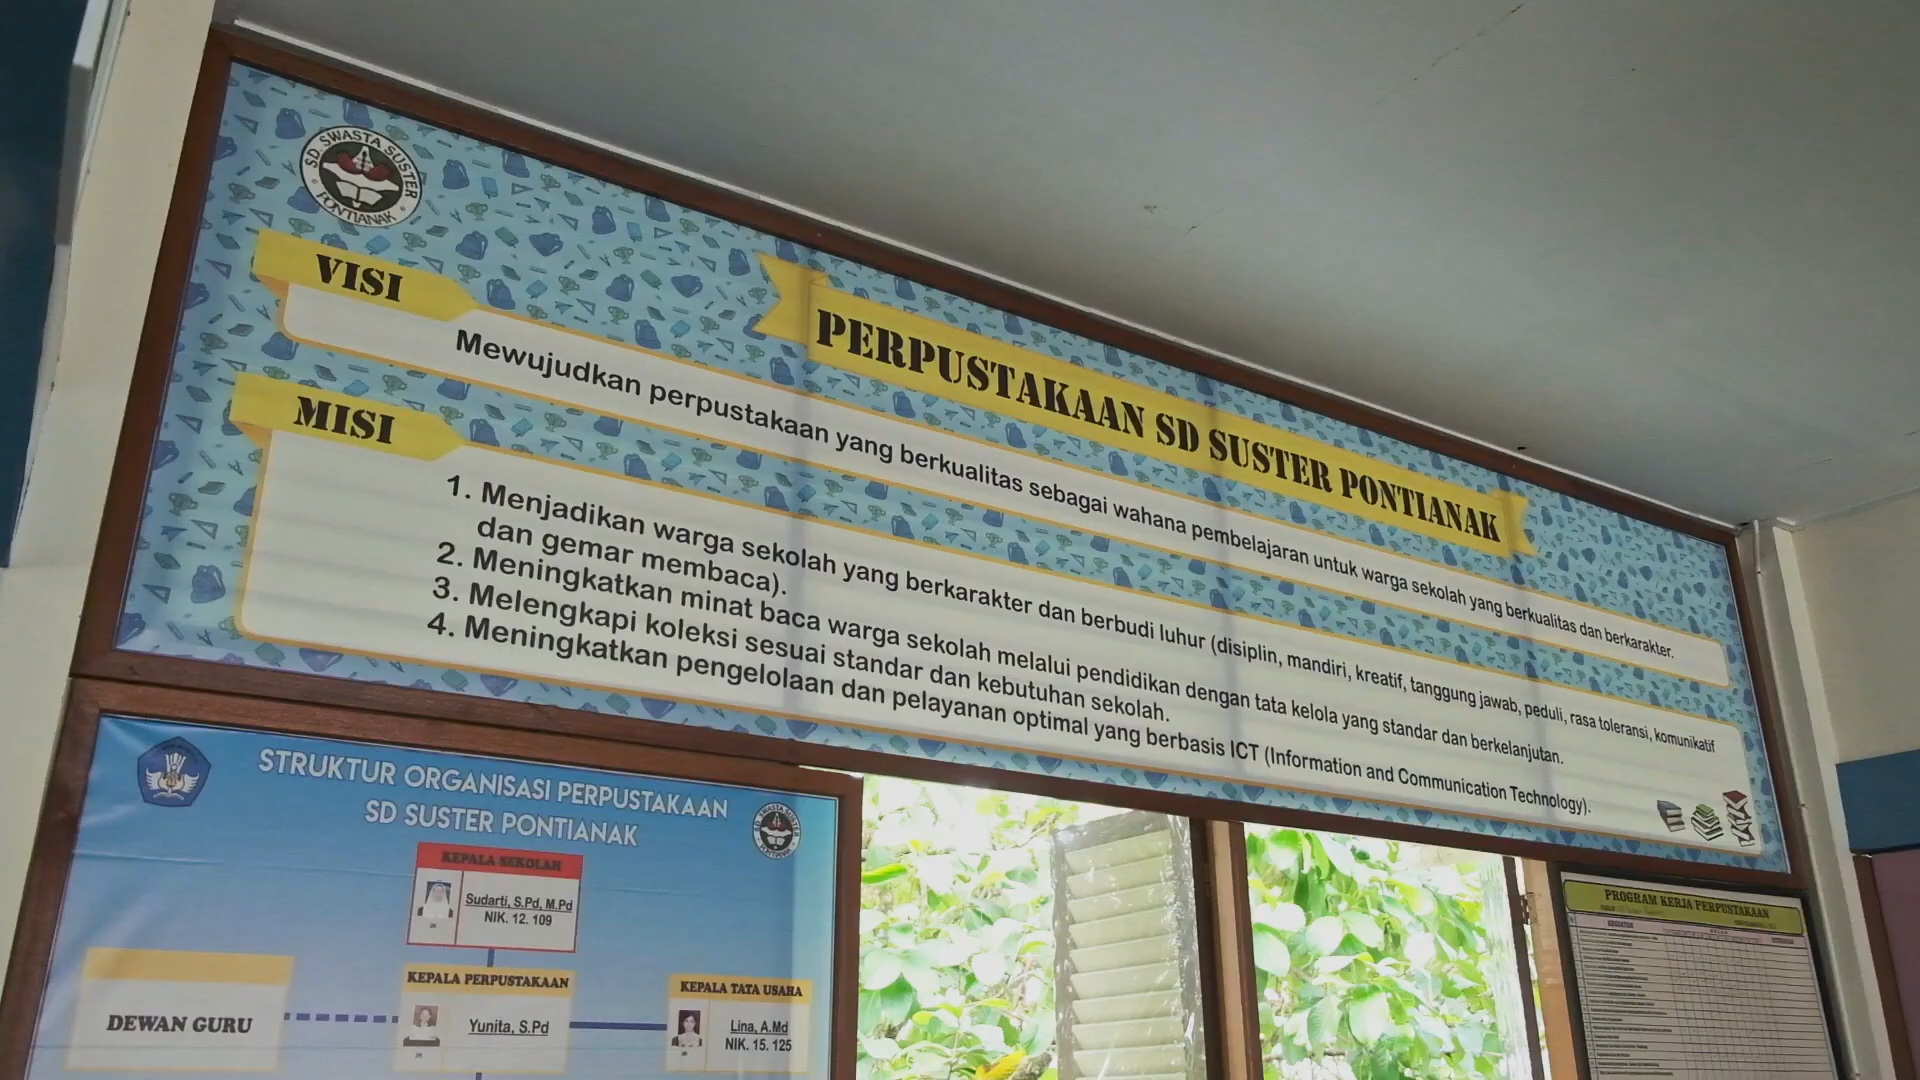 SD SWASTA SUSTER
PONTIANAK
PERPUSTAKAAN SD SUSTER PONTIANAK
VISI
Mewujudkan perpustakaan yang berkualitas sebagai wahana pembelajaran untuk warga sekolah yang berkualitas dan berkarakter.
MISI
1. Menjadikan warga sekolah yang berkarakter dan berbudi luhur (disiplin, mandiri, kreatif, tanggung jawab, peduli, rasa toleransi, komunikatif
dan gemar membaca).
2. Meningkatkan minat baca warga sekolah melalui pendidikan dengan tata kelola yang standar dan berkelanjutan.
3. Melengkapi koleksi sesuai standar dan kebutuhan sekolah.
4. Meningkatkan pengelolaan dan pelayanan optimal yang berbasis ICT (Information and Communication Technology).
STRUKTUR ORGANISASI PERPUSTAKAAN
SD SUSTER PONTIANAK
SD SWASTA SUSTER
PONTIANAK
KEPALA SEKOLAH
Sudarti, S.Pd, M.Pd
NIK. 12. 109
DEWAN GURU
KEPALA PERPUSTAKAAN
Yunita, S.Pd
KEPALA TATA USAHA
Lina, A.Md
NIK. 15. 125
PROGRAM KERJA PERPUSTAKAAN
KEGIATAN